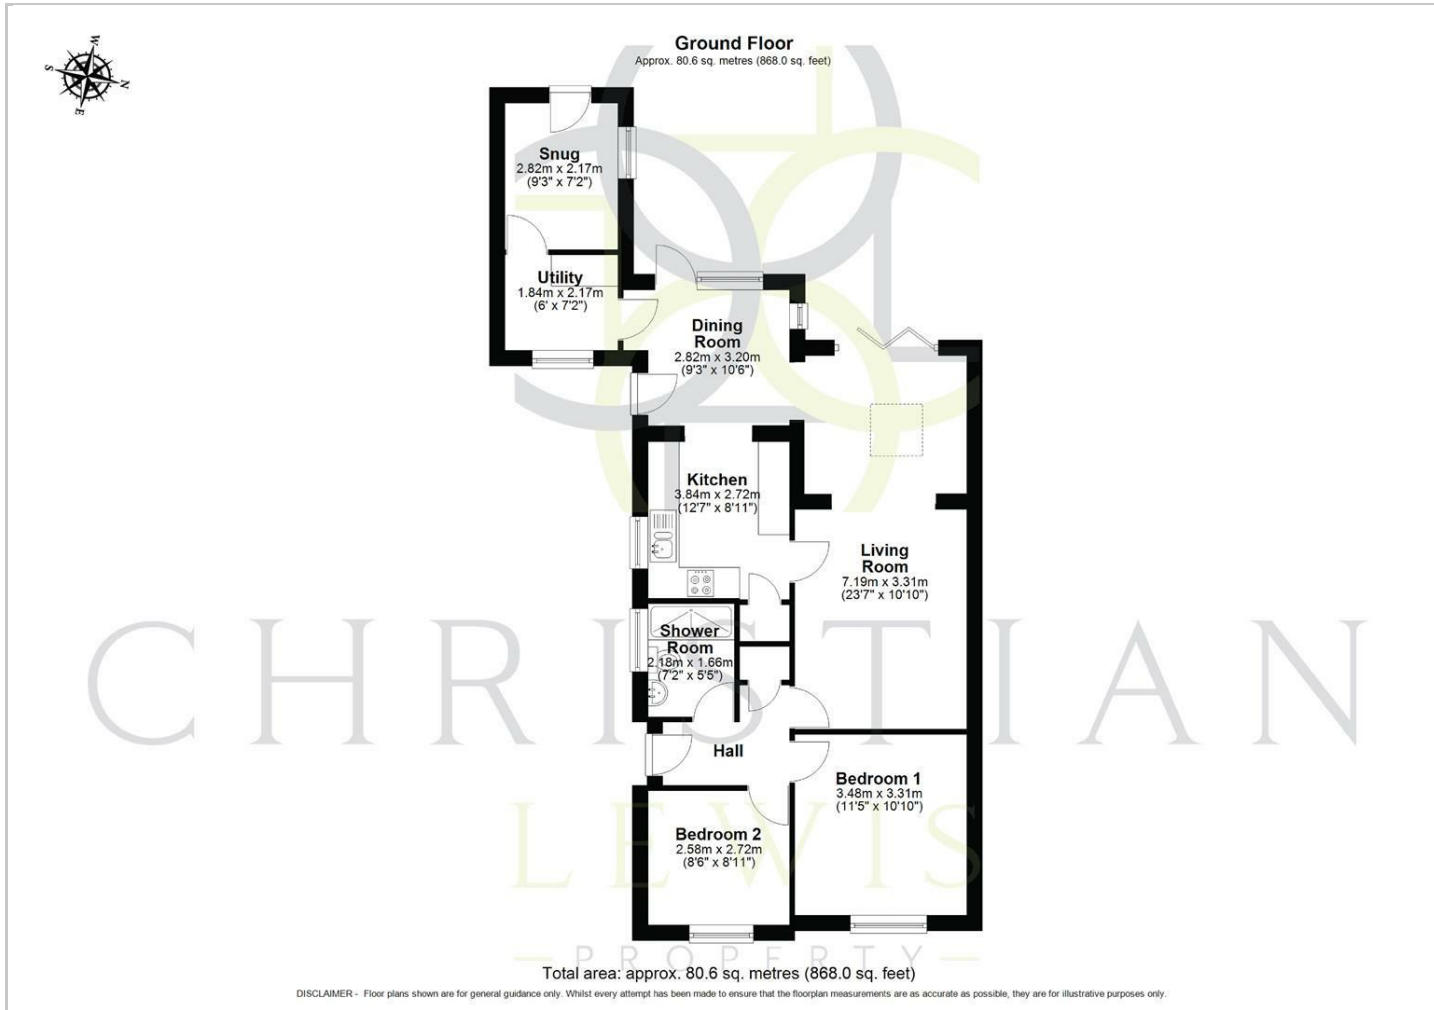 Ground Floor
Approx. 80.6 sq. metres (868.0 sq. feet)
W
S
N
E
Snug
2.82m x 2.17m
(9'3" x 7'2")
Utility
1.84m x 2.17m
(6' x 7'2")
Dining
Room
2.82m x 3.20m
(9'3" x 10'6")
Kitchen
3.84m x 2.72m
(12'7" x 8'11")
Living
Room
7.19m x 3.31m
(23'7" x 10'10")
Shower
Room
2.18m x 1.66m
(7'2" x 5'5")
Hall
Bedroom 1
3.48m x 3.31m
(11'5" x 10'10")
Bedroom 2
2.58m x 2.72m
(8'6" x 8'11")
CHRISTIAN
LEWIS
PROPERTY
Total area: approx. 80.6 sq. metres (868.0 sq. feet)
DISCLAIMER - Floor plans shown are for general guidance only. Whilst every attempt has been made to ensure that the floorplan measurements are as accurate as possible, they are for illustrative purposes only.